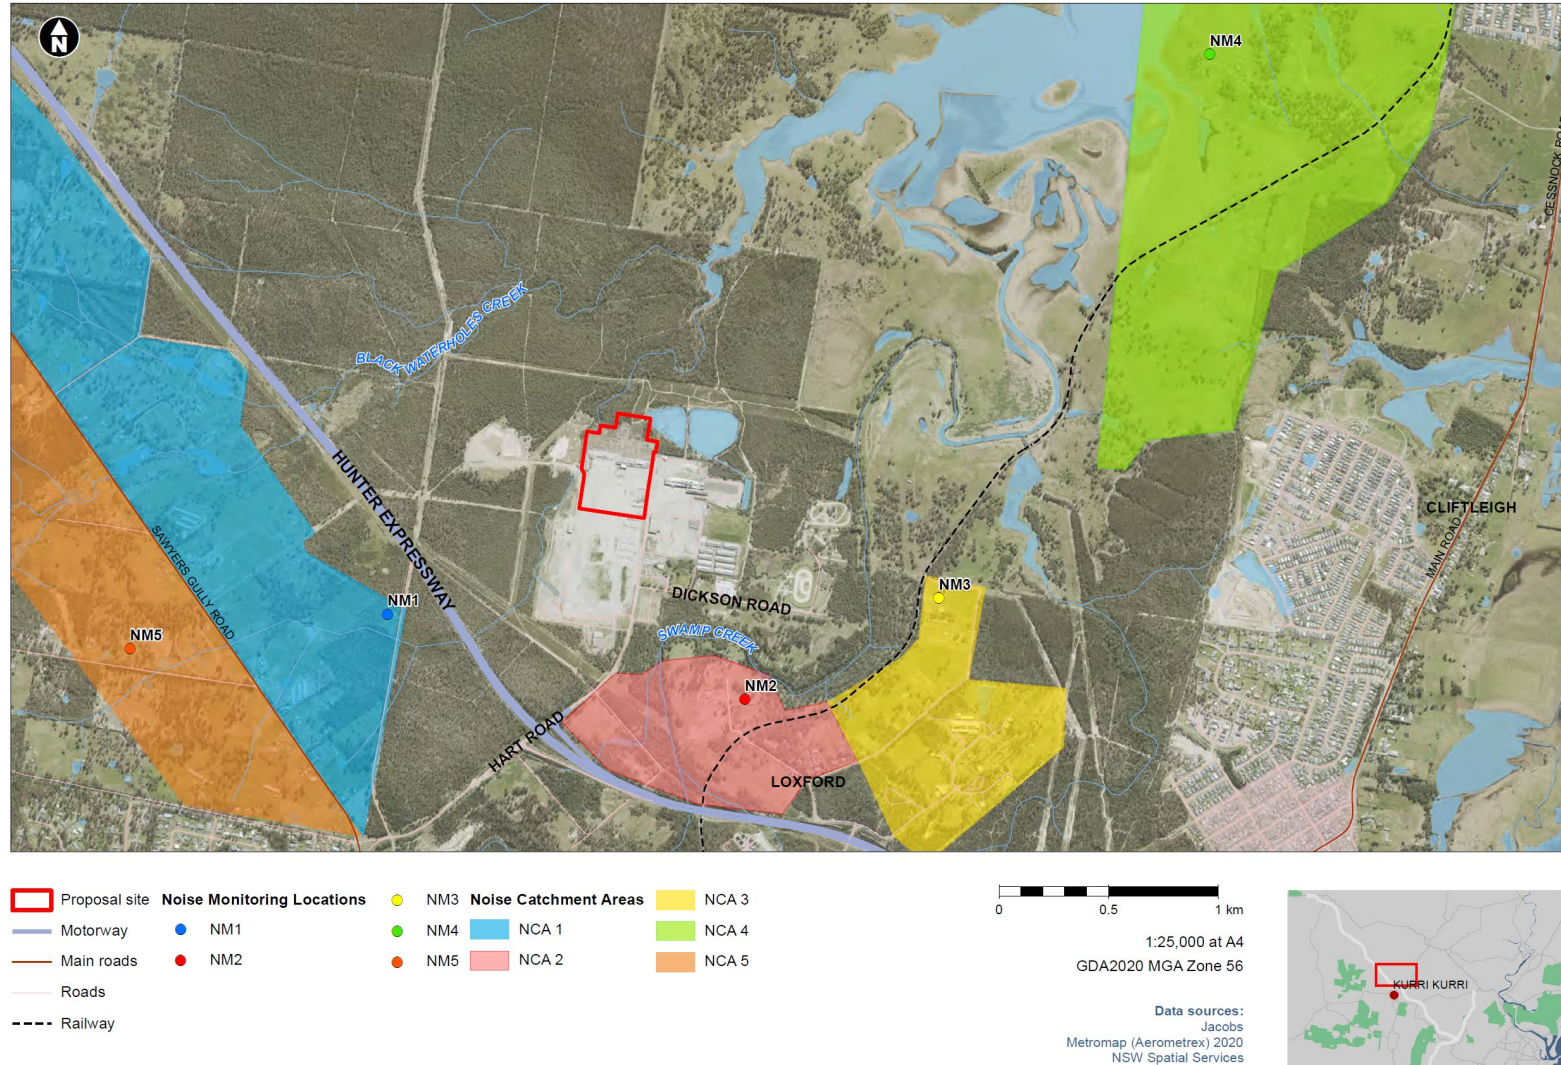 N
NM4
CESSNOCK
BLACK WATERHOLES CREEK
HUNTER EXPRESSWAY
CLIFTLEIGH
MAIN ROAD
SAWYERS GULLY ROAD
NM1
DICKSON ROAD
NM3
NM5
SWAMP CREEK
NM2
HART ROAD
LOXFORD
Proposal site
Motorway
Main roads
Roads
Railway
Noise Monitoring Locations
NM1
NM2
NM3
NM4
NM5
Noise Catchment Areas
NCA 1
NCA 2
NCA 3
NCA 4
NCA 5
0 0.5 1 km
1:25,000 at A4
GDA2020 MGA Zone 56
Data sources:
Jacobs
Metromap (Aerometrex) 2020
NSW Spatial Services
KURRI KURRI